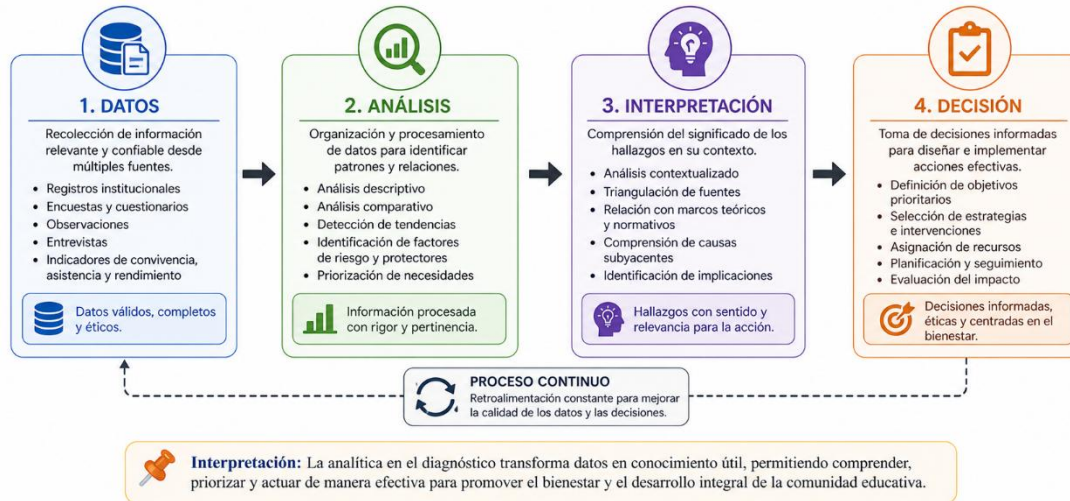 1. DATOS
Recolección de información
relevante y confiable desde
múltiples fuentes.
• Registros institucionales
• Encuestas y cuestionarios
• Observaciones
• Entrevistas
• Indicadores de convivencia,
asistencia y rendimiento
Datos válidos, completos
y éticos.
2. ANÁLISIS
Organización y procesamiento
de datos para identificar
patrones y relaciones.
• Análisis descriptivo
• Análisis comparativo
• Detección de tendencias
• Identificación de factores
de riesgo y protectores
• Priorización de necesidades
Información procesada
con rigor y pertinencia.
3. INTERPRETACIÓN
Comprensión del significado de los
hallazgos en su contexto.
• Análisis contextualizado
• Triangulación de fuentes
• Relación con marcos teóricos
y normativos
• Comprensión de causas
subyacentes
• Identificación de implicaciones
Hallazgos con sentido y
relevancia para la acción.
4. DECISIÓN
Toma de decisiones informadas
para diseñar e implementar
acciones efectivas.
• Definición de objetivos
prioritarios
• Selección de estrategias
e intervenciones
• Asignación de recursos
• Planificación y seguimiento
• Evaluación del impacto
Decisiones informadas,
éticas y centradas en el
bienestar.
PROCESO CONTINUO
Retroalimentación constante para mejorar
la calidad de los datos y las decisiones.
Interpretación: La analítica en el diagnóstico transforma datos en conocimiento útil, permitiendo comprender,
priorizar y actuar de manera efectiva para promover el bienestar y el desarrollo integral de la comunidad educativa.